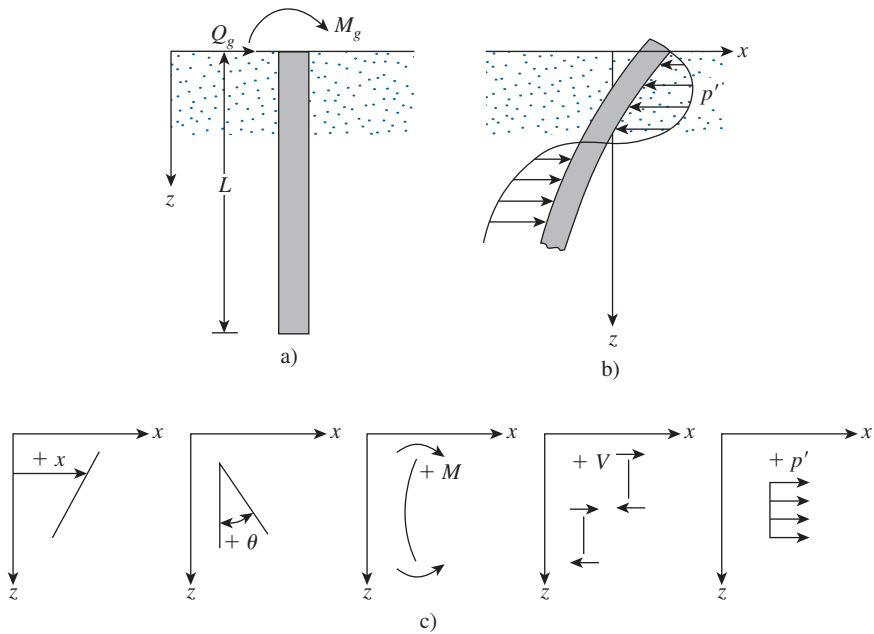 M_g
Q_g
x
p′
L
z
z
a)
b)
x
x
x
x
x
+ x
+ M
+ V
+ p′
+ θ
z
z
z
z
z
c)